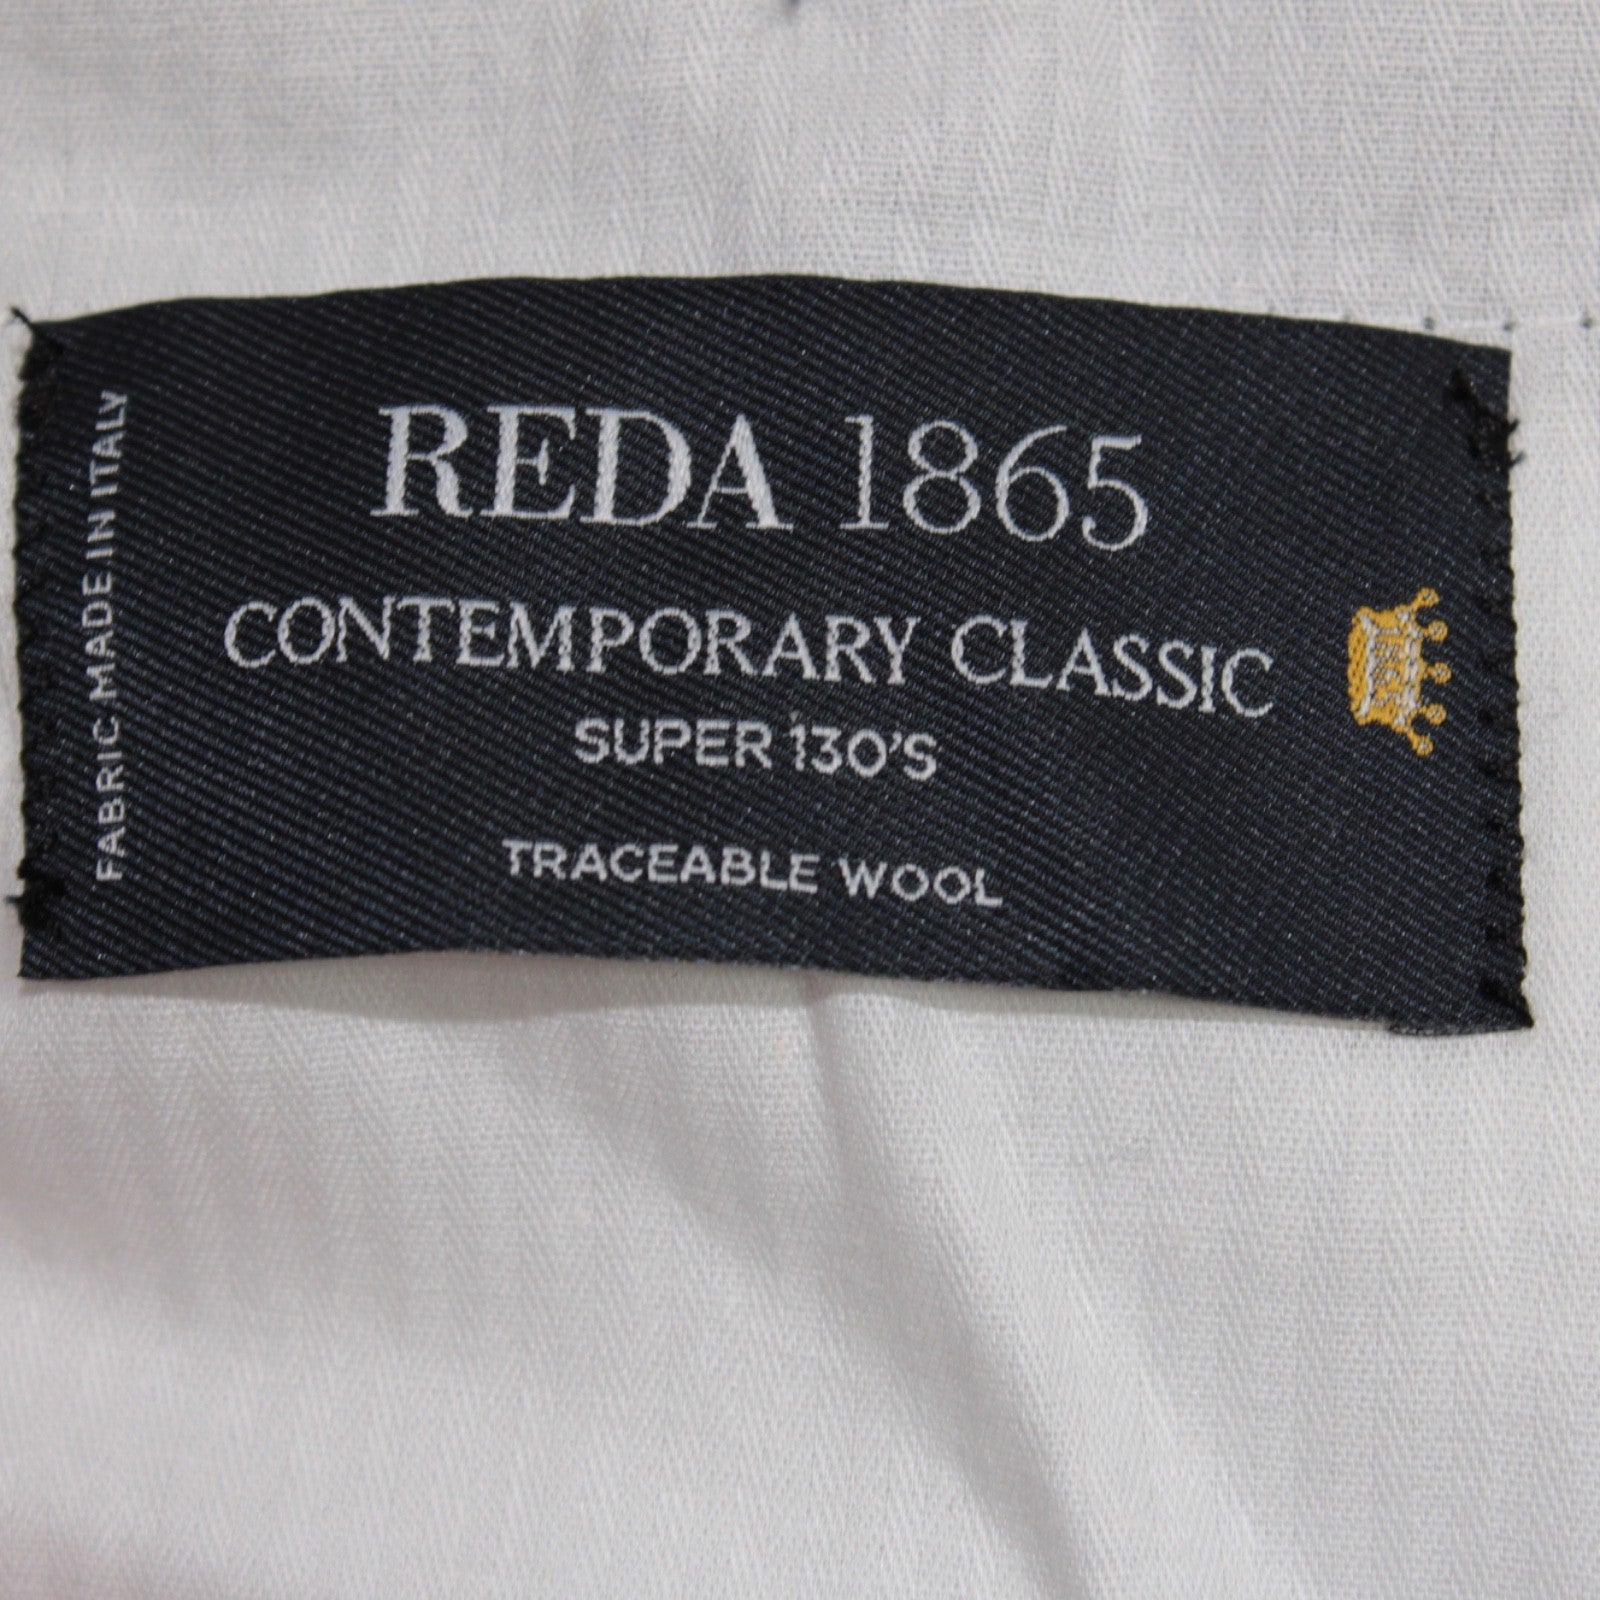 REDA 1865
CONTEMPORARY CLASSIC
SUPER 130'S
TRACEABLE WOOL
FABRIC MADE IN ITALY